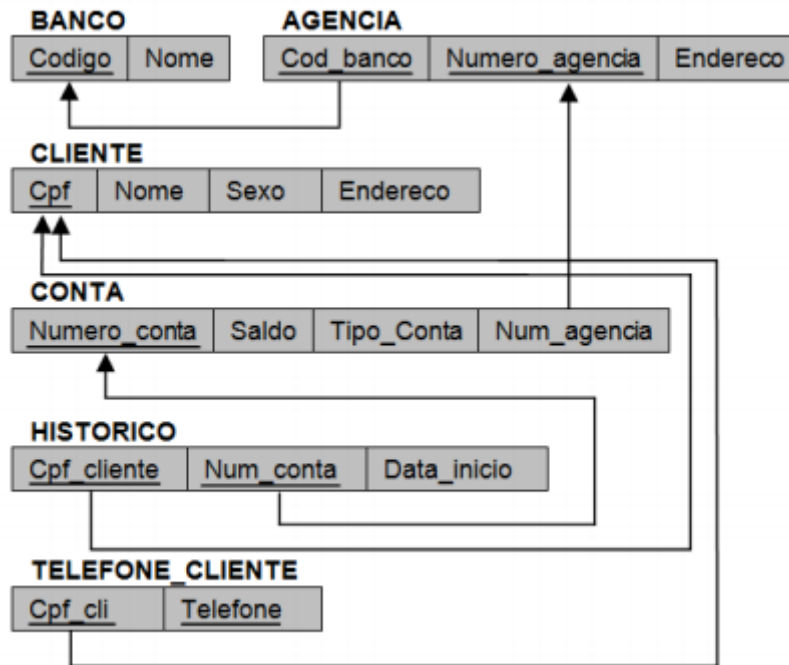 BANCO AGENCIA
Codigo Nome Cod_banco Numero_agencia Endereco
CLIENTE
Cpf Nome Sexo Endereco
CONTA
Numero_conta Saldo Tipo_Conta Num_agencia
HISTORICO
Cpf_cliente Num_conta Data_inicio
TELEFONE_CLIENTE
Cpf_cli Telefone